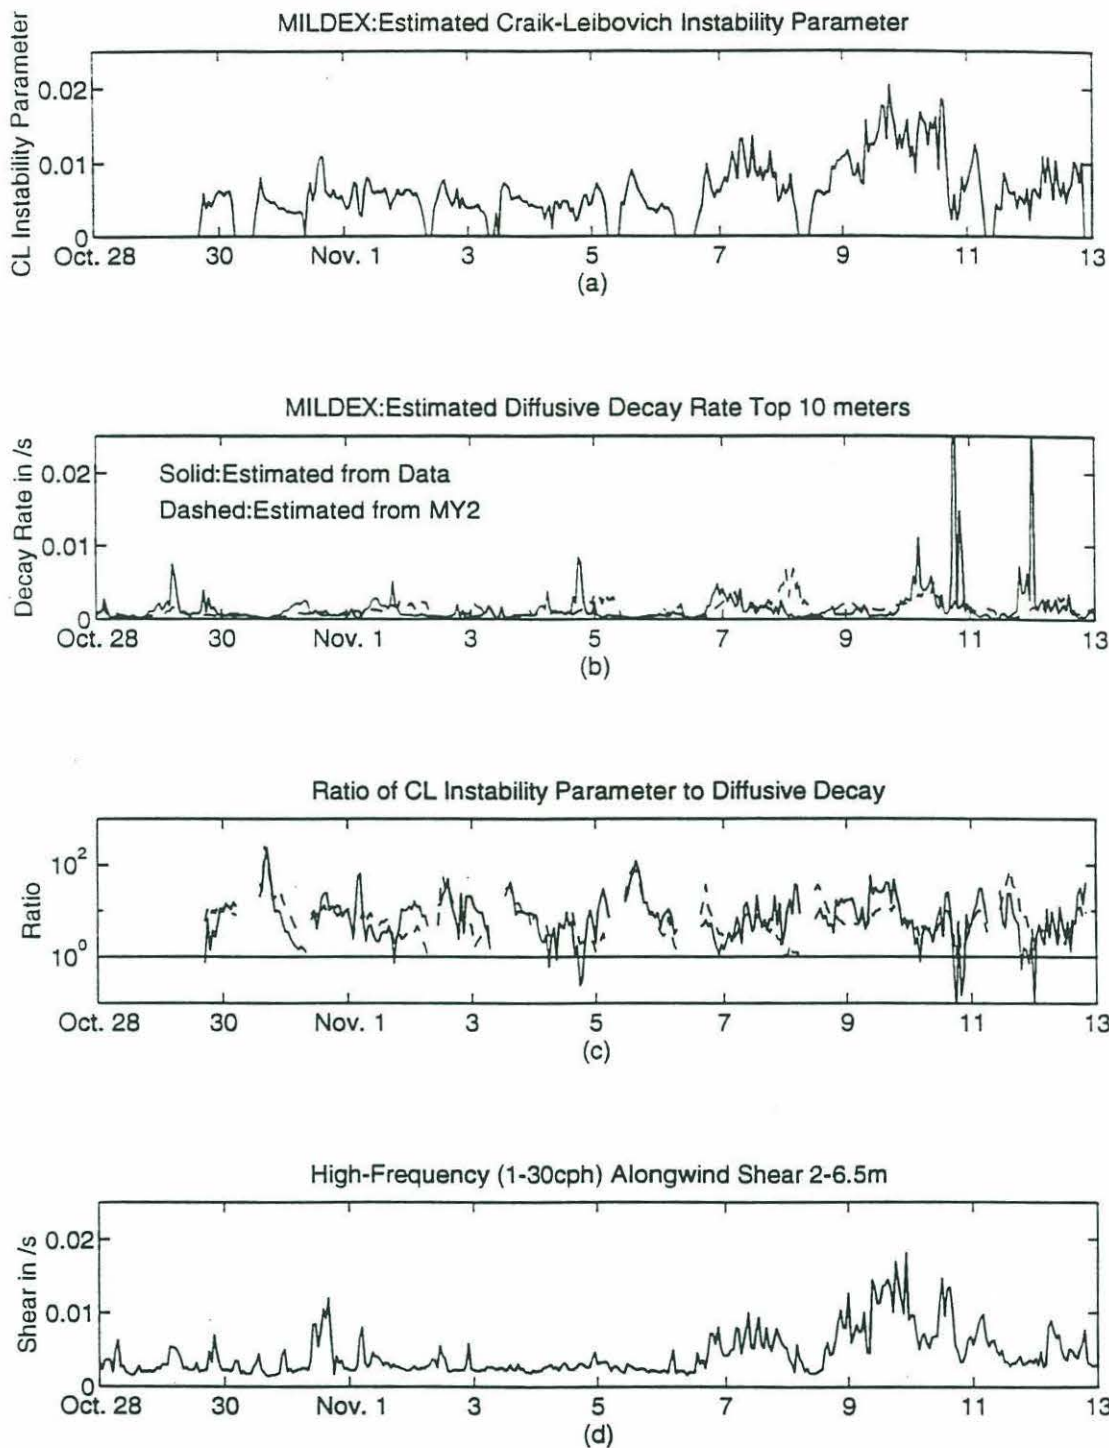 MILDEX:Estimated Craik-Leibovich Instability Parameter
CL Instability Parameter
0.02
0.01
0
Oct. 28 30 Nov. 1 3 5 7 9 11 13
(a)
MILDEX:Estimated Diffusive Decay Rate Top 10 meters
Decay Rate in /s
0.02
0.01
0
Solid:Estimated from Data
Dashed:Estimated from MY2
Oct. 28 30 Nov. 1 3 5 7 9 11 13
(b)
Ratio of CL Instability Parameter to Diffusive Decay
Ratio
10²
10⁰
Oct. 28 30 Nov. 1 3 5 7 9 11 13
(c)
High-Frequency (1-30cph) Alongwind Shear 2-6.5m
Shear in /s
0.02
0.01
0
Oct. 28 30 Nov. 1 3 5 7 9 11 13
(d)